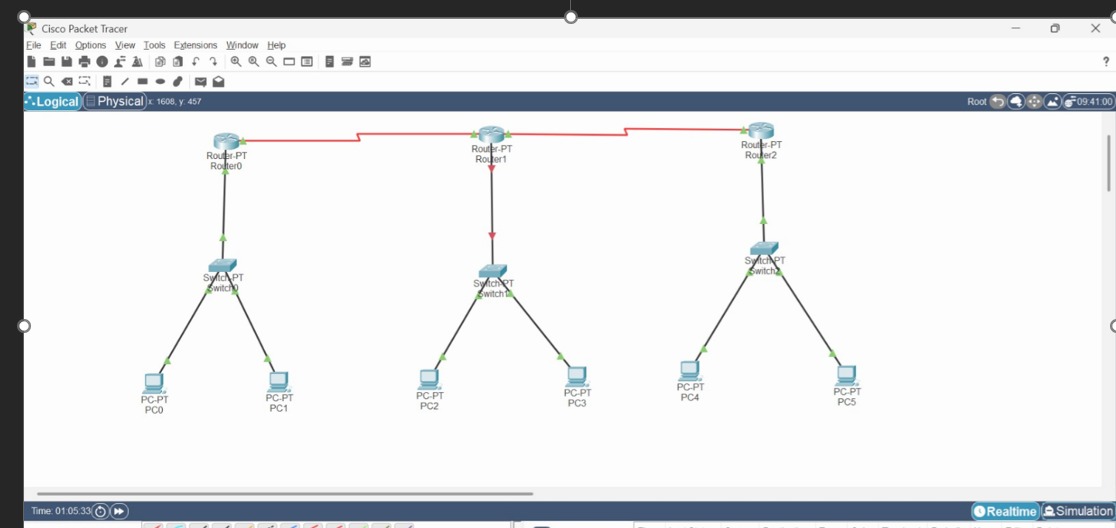 Cisco Packet Tracer
File Edit Options View Tools Extensions Window Help
?
Logical Physical x: 1608, y: 457 Root 09:41:00
Router-PT
Router0
Router-PT
Router1
Router-PT
Router2
Switch-PT
Switch0
Switch-PT
Switch1
Switch-PT
Switch2
PC-PT
PC0
PC-PT
PC1
PC-PT
PC2
PC-PT
PC3
PC-PT
PC4
PC-PT
PC5
Time: 01:05:33 Realtime Simulation